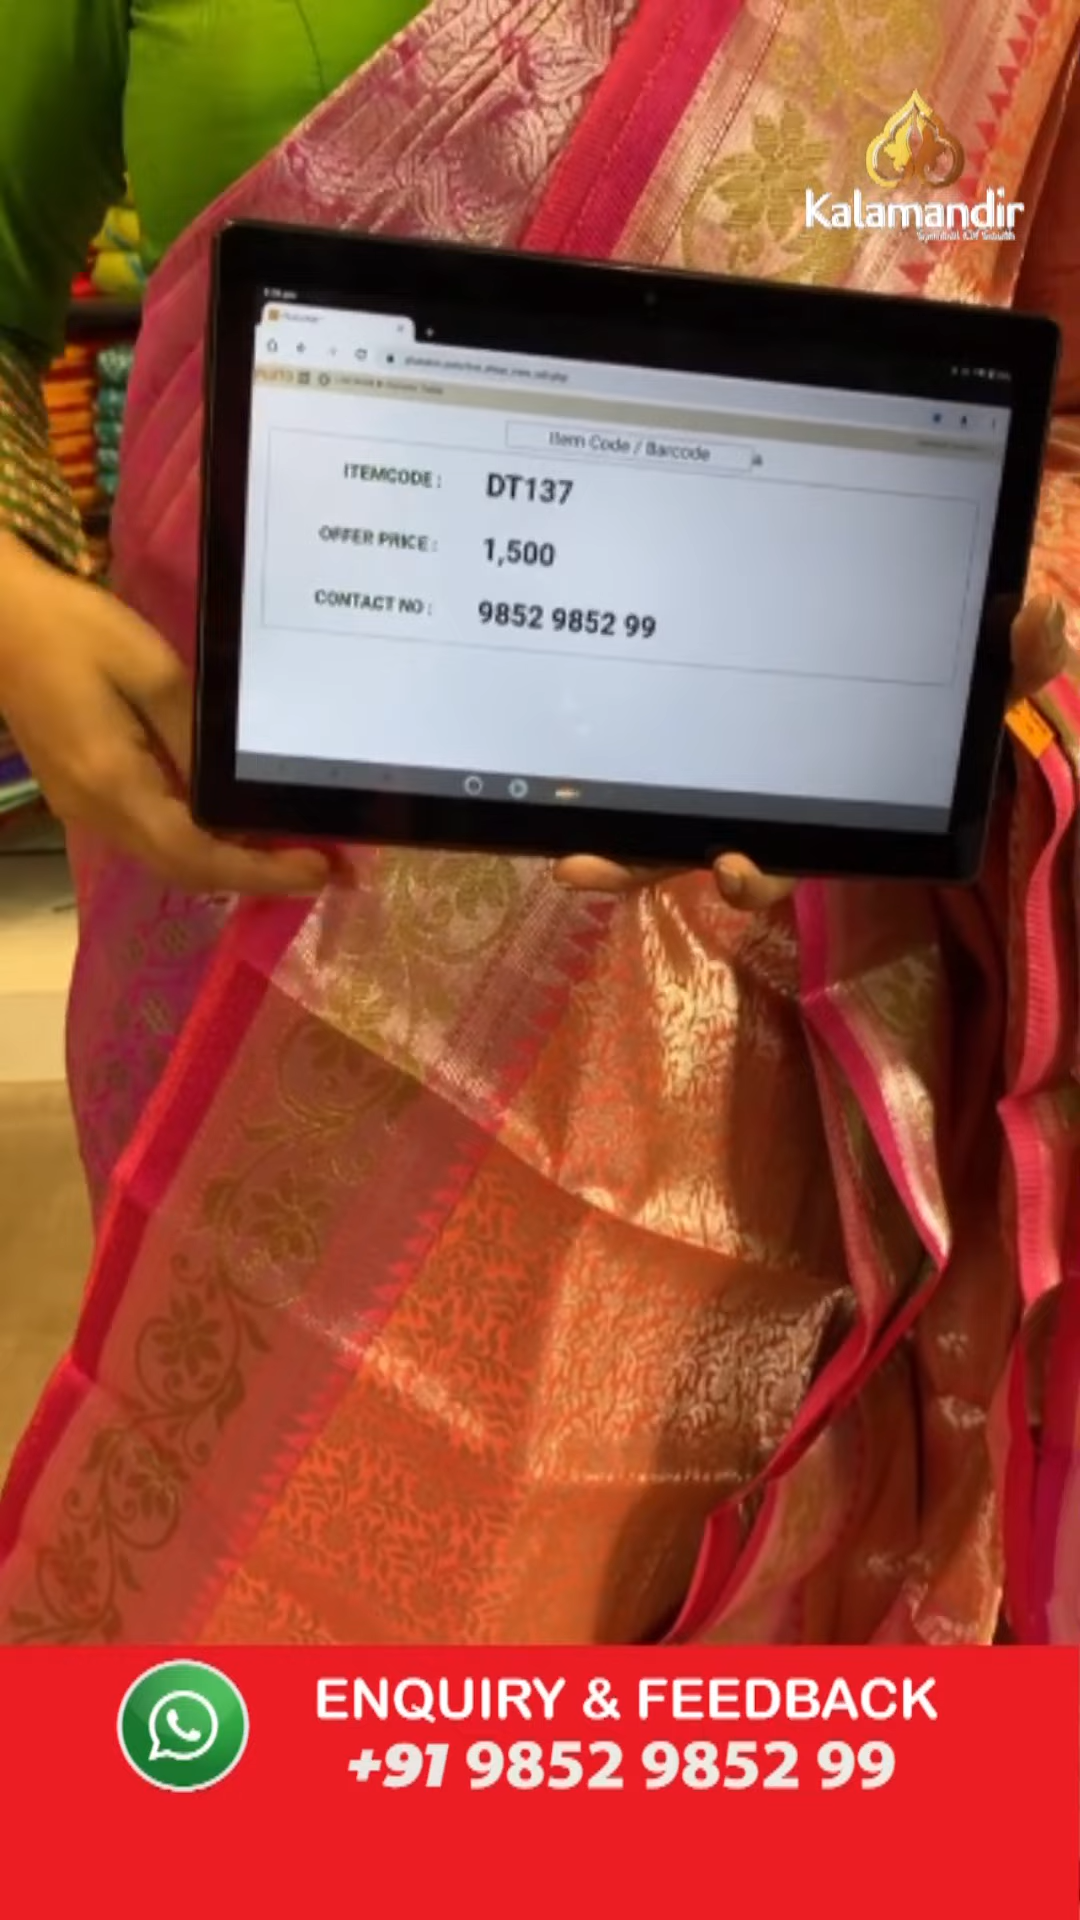 Kalamandir
Item Code / Barcode
ITEMCODE : DT137
OFFER PRICE : 1,500
CONTACT NO : 9852 9852 99
ENQUIRY & FEEDBACK
+91 9852 9852 99